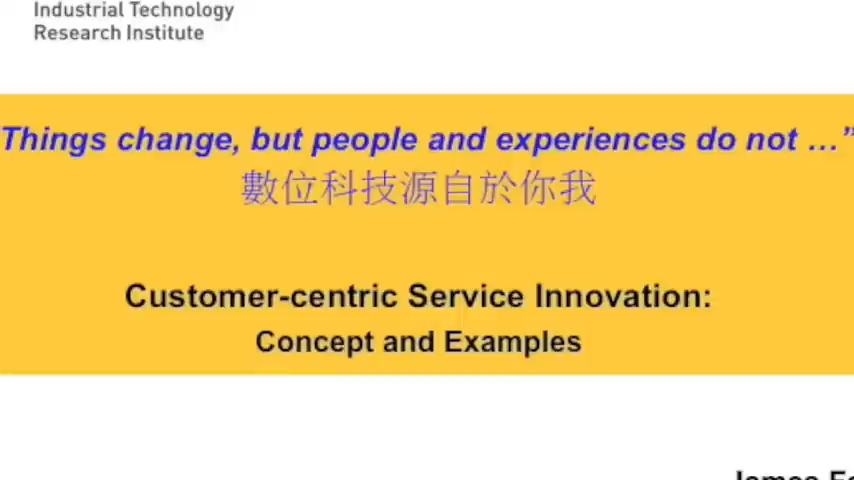 Industrial Technology
Research Institute
Things change, but people and experiences do not …”
數位科技源自於你我
Customer-centric Service Innovation:
Concept and Examples
James